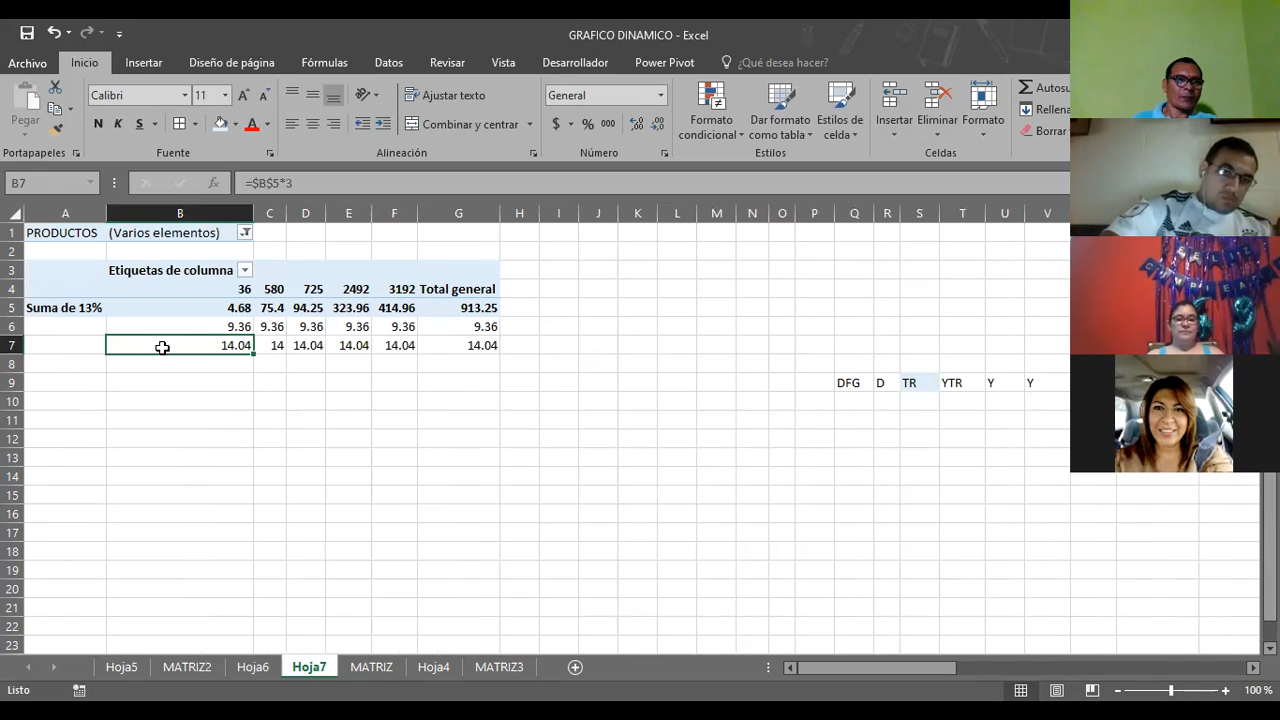 GRAFICO DINAMICO - Excel
Archivo Inicio Insertar Diseño de página Fórmulas Datos Revisar Vista Desarrollador Power Pivot ¿Qué desea hacer?
Pegar
Calibri 11
N K S
Ajustar texto
Combinar y centrar
General
$ % 000
Formato condicional
Dar formato como tabla
Estilos de celda
Insertar Eliminar Formato
Autosu
Rellena
Borrar
Portapapeles Fuente Alineación Número Estilos Celdas
B7 fx =$B$5*3
A B C D E F G H I J K L M N O P Q R S T U V
1 PRODUCTOS (Varios elementos)
2
3 Etiquetas de columna
4 36 580 725 2492 3192 Total general
5 Suma de 13% 4.68 75.4 94.25 323.96 414.96 913.25
6 9.36 9.36 9.36 9.36 9.36 9.36
7 14.04 14 14.04 14.04 14.04 14.04
8
9 DFG D TR YTR Y Y
10
11
12
13
14
15
16
17
18
19
20
21
22
23
Hoja5 MATRIZ2 Hoja6 Hoja7 MATRIZ Hoja4 MATRIZ3
Listo 100 %